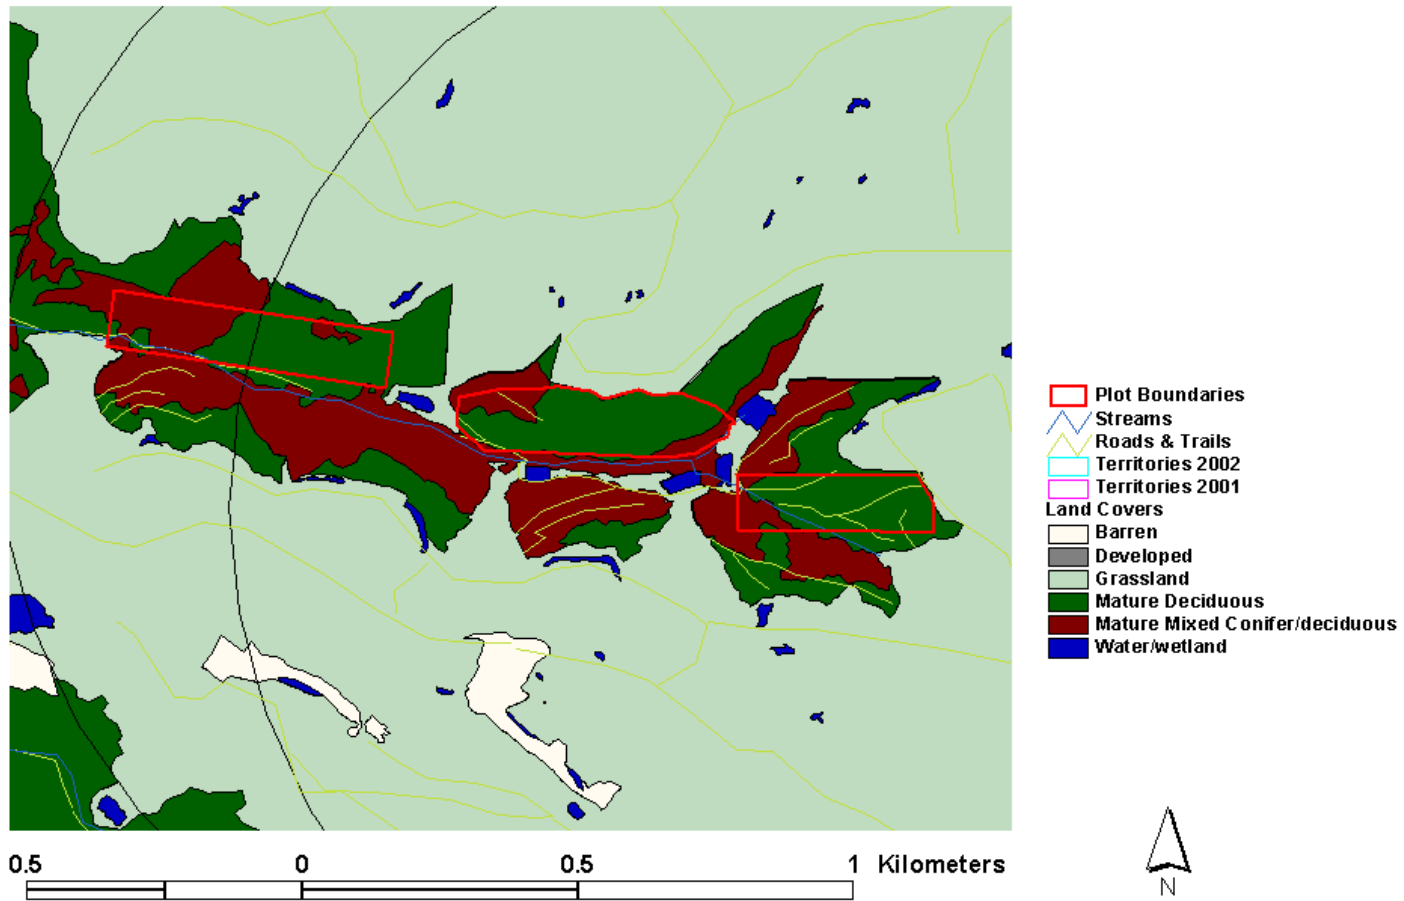 Plot Boundaries
Streams
Roads & Trails
Territories 2002
Territories 2001
Land Covers
Barren
Developed
Grassland
Mature Deciduous
Mature Mixed Conifer/deciduous
Water/wetland
0.5 0 0.5 1 Kilometers
N